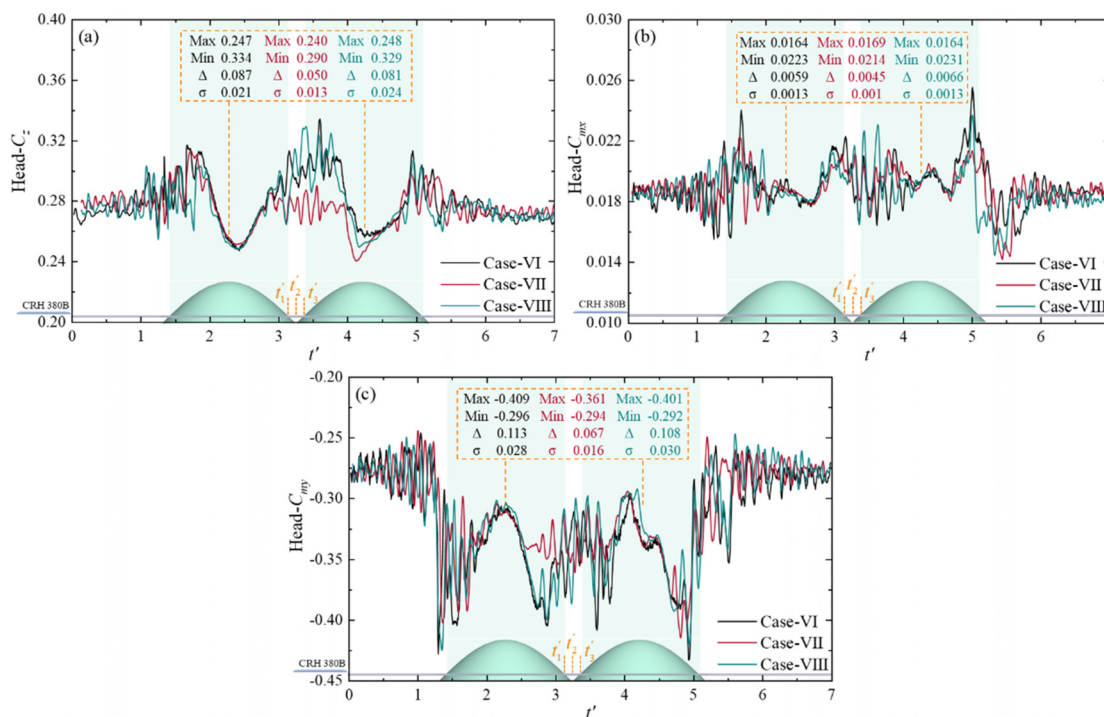 (a)
Max 0.247 Max 0.240 Max 0.248
Min 0.334 Min 0.290 Min 0.329
Δ 0.087 Δ 0.050 Δ 0.081
σ 0.021 σ 0.013 σ 0.024
0.40
0.36
0.32
0.28
0.24
0.20
Head-Cz
Case-VI
Case-VII
Case-VIII
CRH 380B
t′1 t′2 t′3
0 1 2 3 4 5 6 7
t′
(b)
Max 0.0164 Max 0.0169 Max 0.0164
Min 0.0223 Min 0.0214 Min 0.0231
Δ 0.0059 Δ 0.0045 Δ 0.0066
σ 0.0013 σ 0.001 σ 0.0013
0.030
0.026
0.022
0.018
0.014
0.010
Head-Cmx
Case-VI
Case-VII
Case-VIII
CRH 380B
t′1 t′2 t′3
0 1 2 3 4 5 6 7
t′
(c)
Max -0.409 Max -0.361 Max -0.401
Min -0.296 Min -0.294 Min -0.292
Δ 0.113 Δ 0.067 Δ 0.108
σ 0.028 σ 0.016 σ 0.030
-0.20
-0.25
-0.30
-0.35
-0.40
-0.45
Head-Cmy
Case-VI
Case-VII
Case-VIII
CRH 380B
t′1 t′2 t′3
0 1 2 3 4 5 6 7
t′